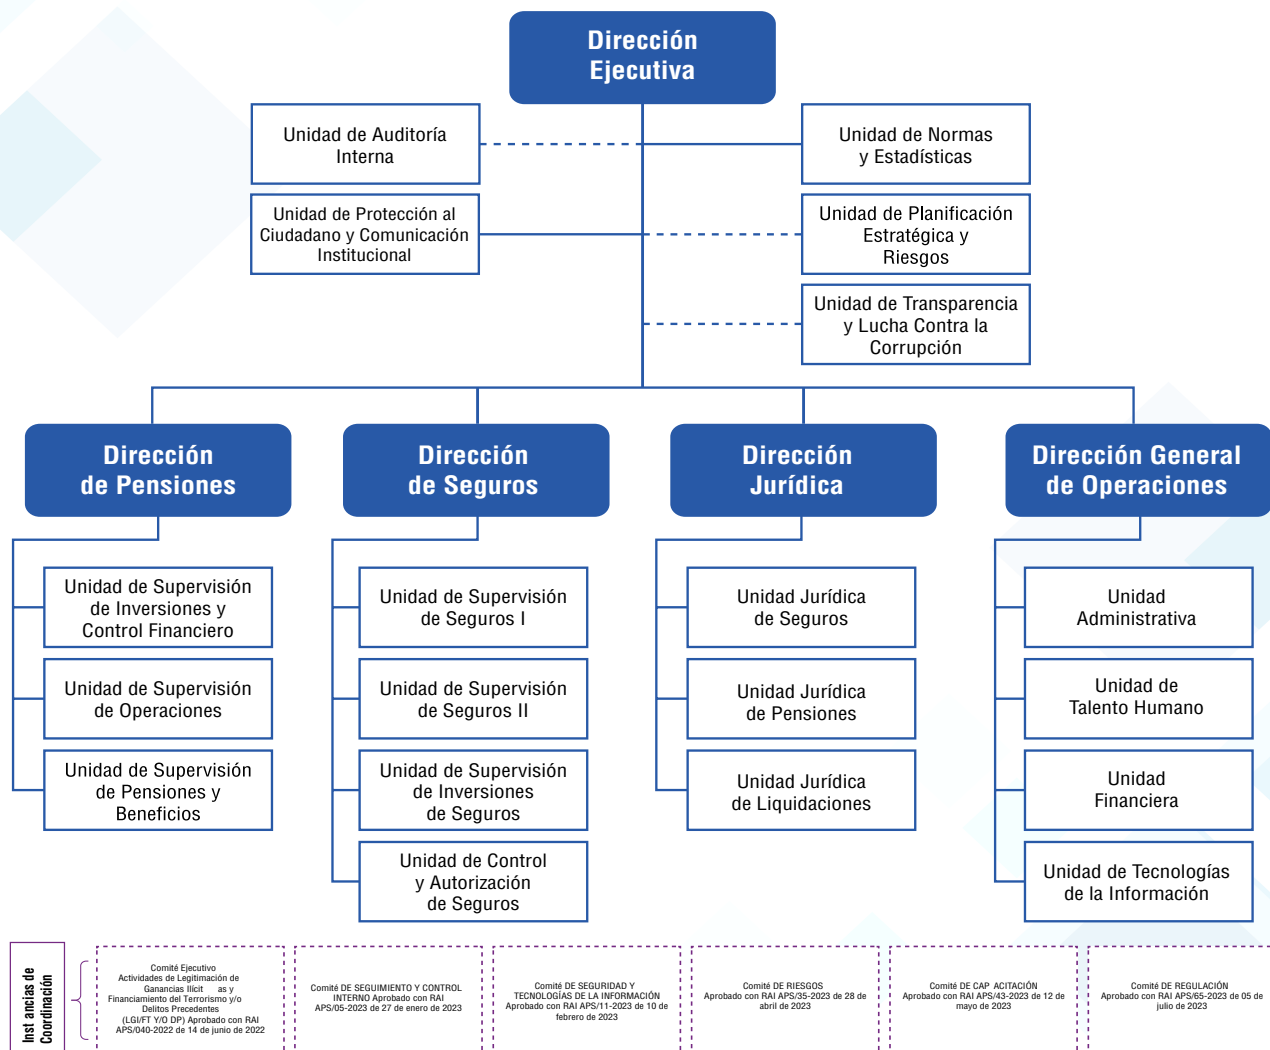 Dirección
Ejecutiva
Unidad de Auditoría
Interna
Unidad de Normas
y Estadísticas
Unidad de Protección al
Ciudadano y Comunicación
Institucional
Unidad de Planificación
Estratégica y
Riesgos
Unidad de Transparencia
y Lucha Contra la
Corrupción
Dirección
de Pensiones
Dirección
de Seguros
Dirección
Jurídica
Dirección General
de Operaciones
Unidad de Supervisión
de Inversiones y
Control Financiero
Unidad de Supervisión
de Operaciones
Unidad de Supervisión
de Pensiones y
Beneficios
Unidad de Supervisión
de Seguros I
Unidad de Supervisión
de Seguros II
Unidad de Supervisión
de Inversiones
de Seguros
Unidad de Control
y Autorización
de Seguros
Unidad Jurídica
de Seguros
Unidad Jurídica
de Pensiones
Unidad Jurídica
de Liquidaciones
Unidad
Administrativa
Unidad de
Talento Humano
Unidad
Financiera
Unidad de Tecnologías
de la Información
Inst ancias de
Coordinación
Comité Ejecutivo
Actividades de Legitimación de
Ganancias Ilícit as y
Financiamiento del Terrorismo y/o
Delitos Precedentes
(LGI/FT Y/O DP) Aprobado con RAI
APS/040-2022 de 14 de junio de 2022
Comité DE SEGUIMIENTO Y CONTROL
INTERNO Aprobado con RAI
APS/05-2023 de 27 de enero de 2023
Comité DE SEGURIDAD Y
TECNOLOGÍAS DE LA INFORMACIÓN
Aprobado con RAI APS/11-2023 de 10 de
febrero de 2023
Comité DE RIESGOS
Aprobado con RAI APS/35-2023 de 28 de
abril de 2023
Comité DE CAP ACITACIÓN
Aprobado con RAI APS/43-2023 de 12 de
mayo de 2023
Comité DE REGULACIÓN
Aprobado con RAI APS/65-2023 de 05 de
julio de 2023